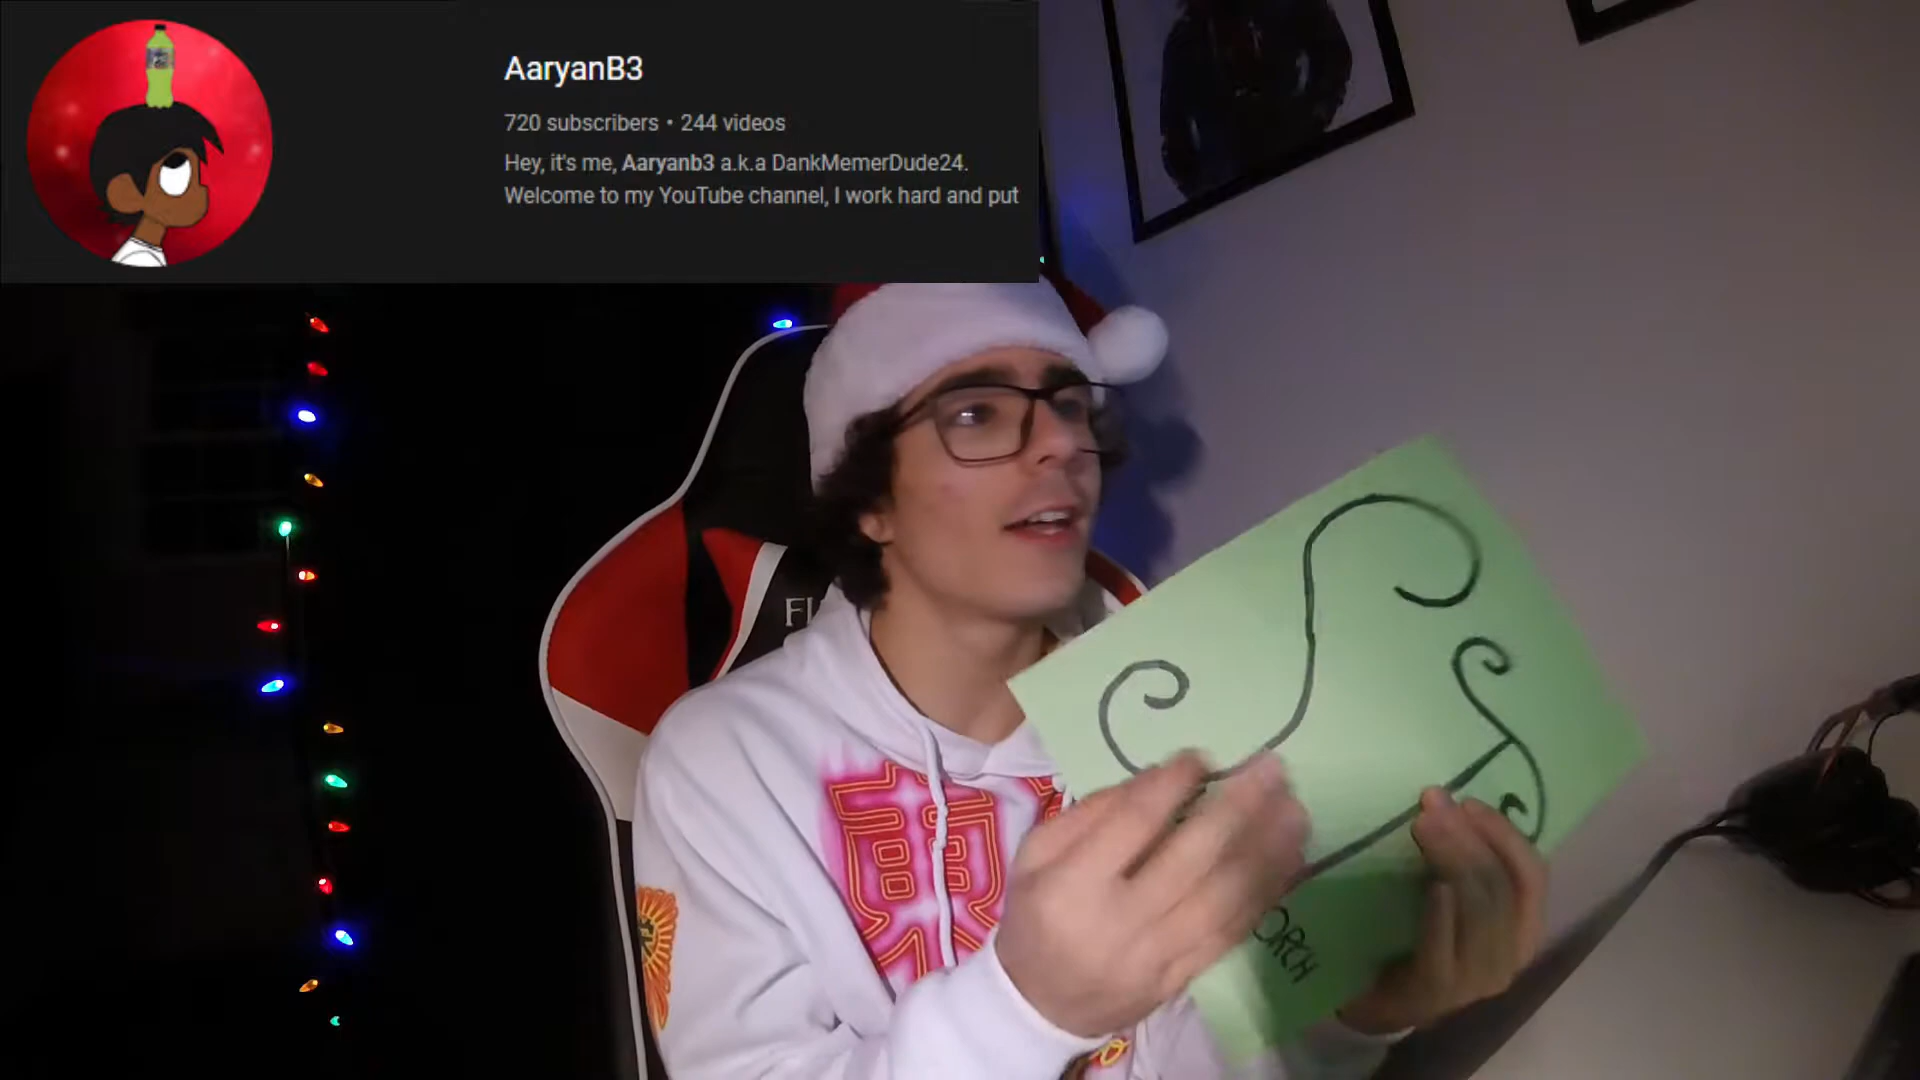 AaryanB3
720 subscribers • 244 videos
Hey, it's me, Aaryanb3 a.k.a DankMemerDude24.
Welcome to my YouTube channel, I work hard and put